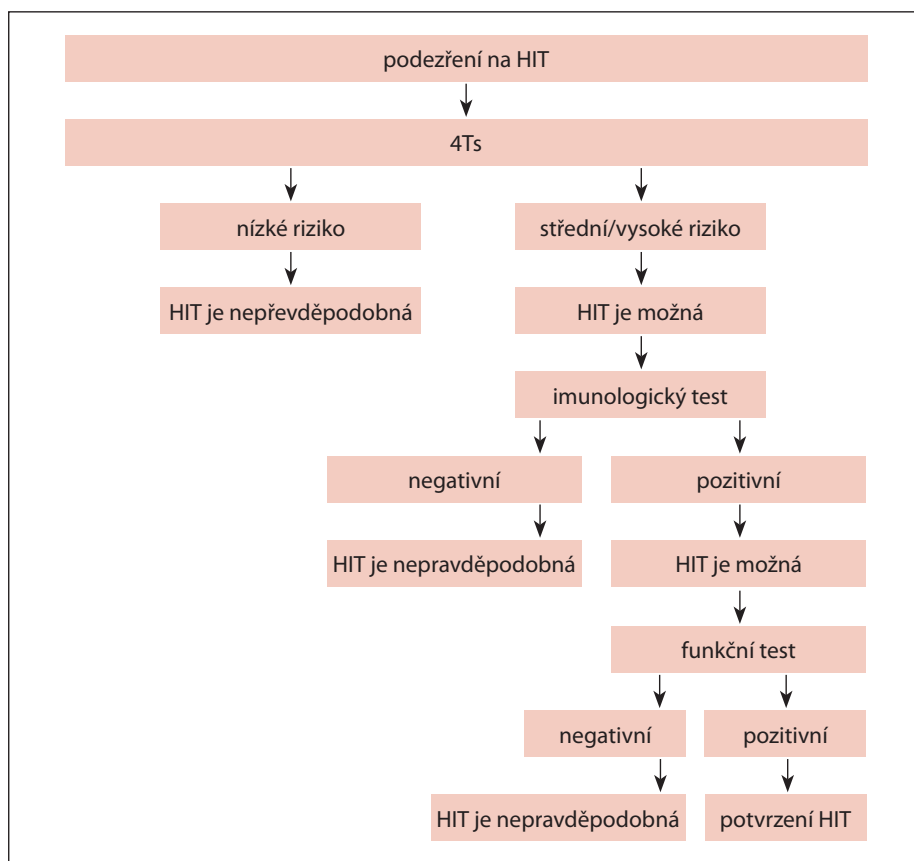 podezření na HIT
4Ts
nízké riziko
střední/vysoké riziko
HIT je nepřevděpodobná
HIT je možná
imunologický test
negativní
pozitivní
HIT je nepravděpodobná
HIT je možná
funkční test
negativní
pozitivní
HIT je nepravděpodobná
potvrzení HIT